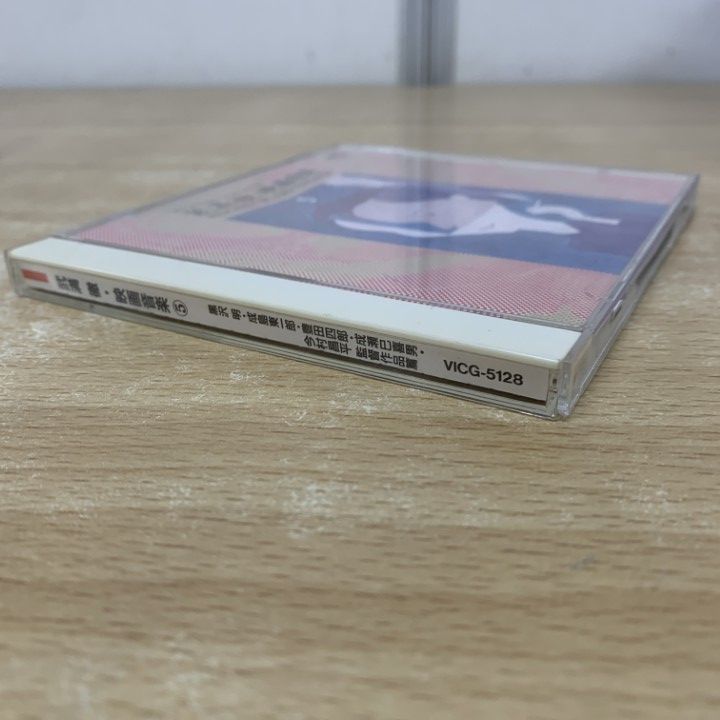 武満 徹・映画音楽⑤
黒沢 明・成島東一郎・豊田四郎・成瀬巳喜男・
今村昌平 監督作品篇
VICG-5128